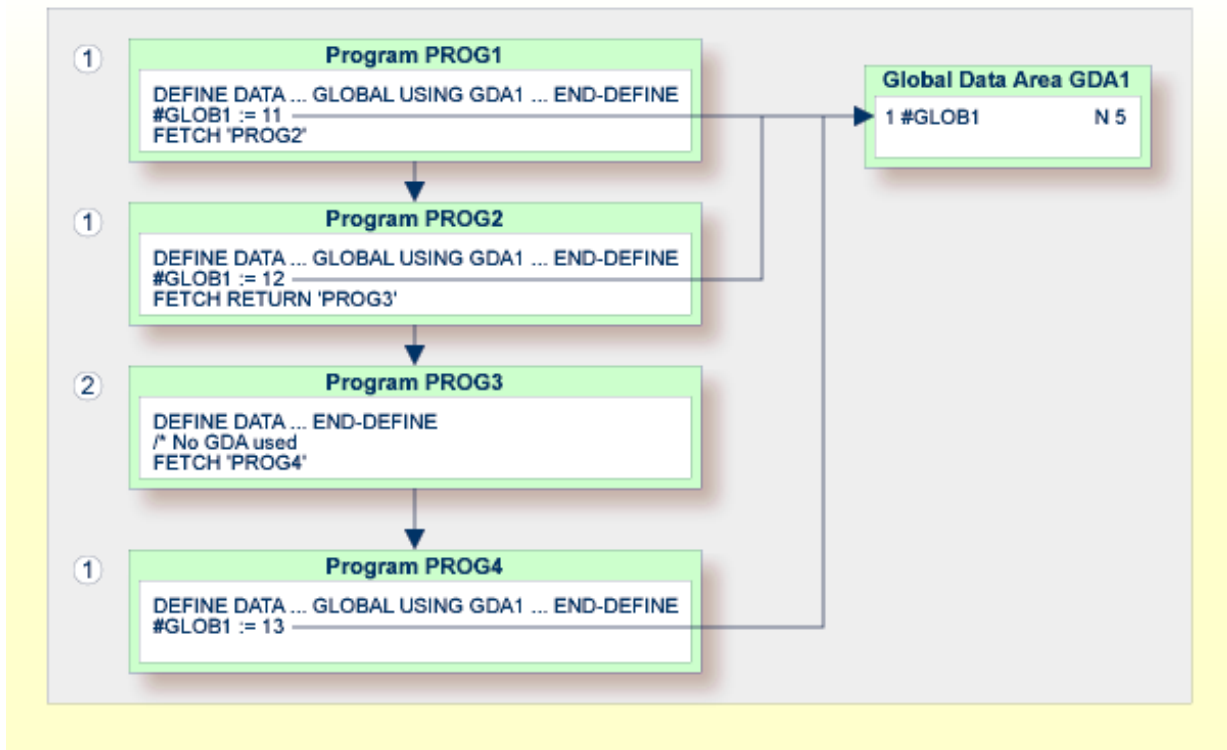 ① Program PROG1
DEFINE DATA ... GLOBAL USING GDA1 ... END-DEFINE
#GLOB1 := 11
FETCH 'PROG2'
Global Data Area GDA1
1 #GLOB1 N 5
① Program PROG2
DEFINE DATA ... GLOBAL USING GDA1 ... END-DEFINE
#GLOB1 := 12
FETCH RETURN 'PROG3'
② Program PROG3
DEFINE DATA ... END-DEFINE
/* No GDA used
FETCH 'PROG4'
① Program PROG4
DEFINE DATA ... GLOBAL USING GDA1 ... END-DEFINE
#GLOB1 := 13